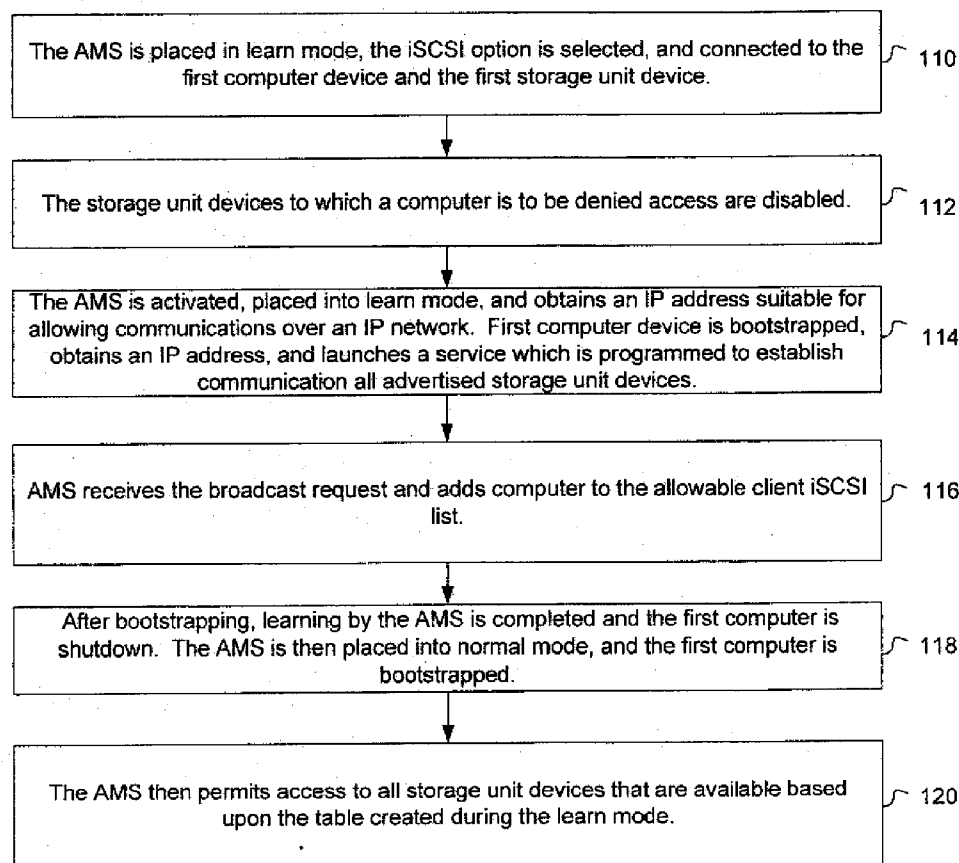 The AMS is placed in learn mode, the iSCSI option is selected, and connected to the
first computer device and the first storage unit device.
110
The storage unit devices to which a computer is to be denied access are disabled.
112
The AMS is activated, placed into learn mode, and obtains an IP address suitable for
allowing communications over an IP network. First computer device is bootstrapped,
obtains an IP address, and launches a service which is programmed to establish
communication all advertised storage unit devices.
114
AMS receives the broadcast request and adds computer to the allowable client iSCSI
list.
116
After bootstrapping, learning by the AMS is completed and the first computer is
shutdown. The AMS is then placed into normal mode, and the first computer is
bootstrapped.
118
The AMS then permits access to all storage unit devices that are available based
upon the table created during the learn mode.
120